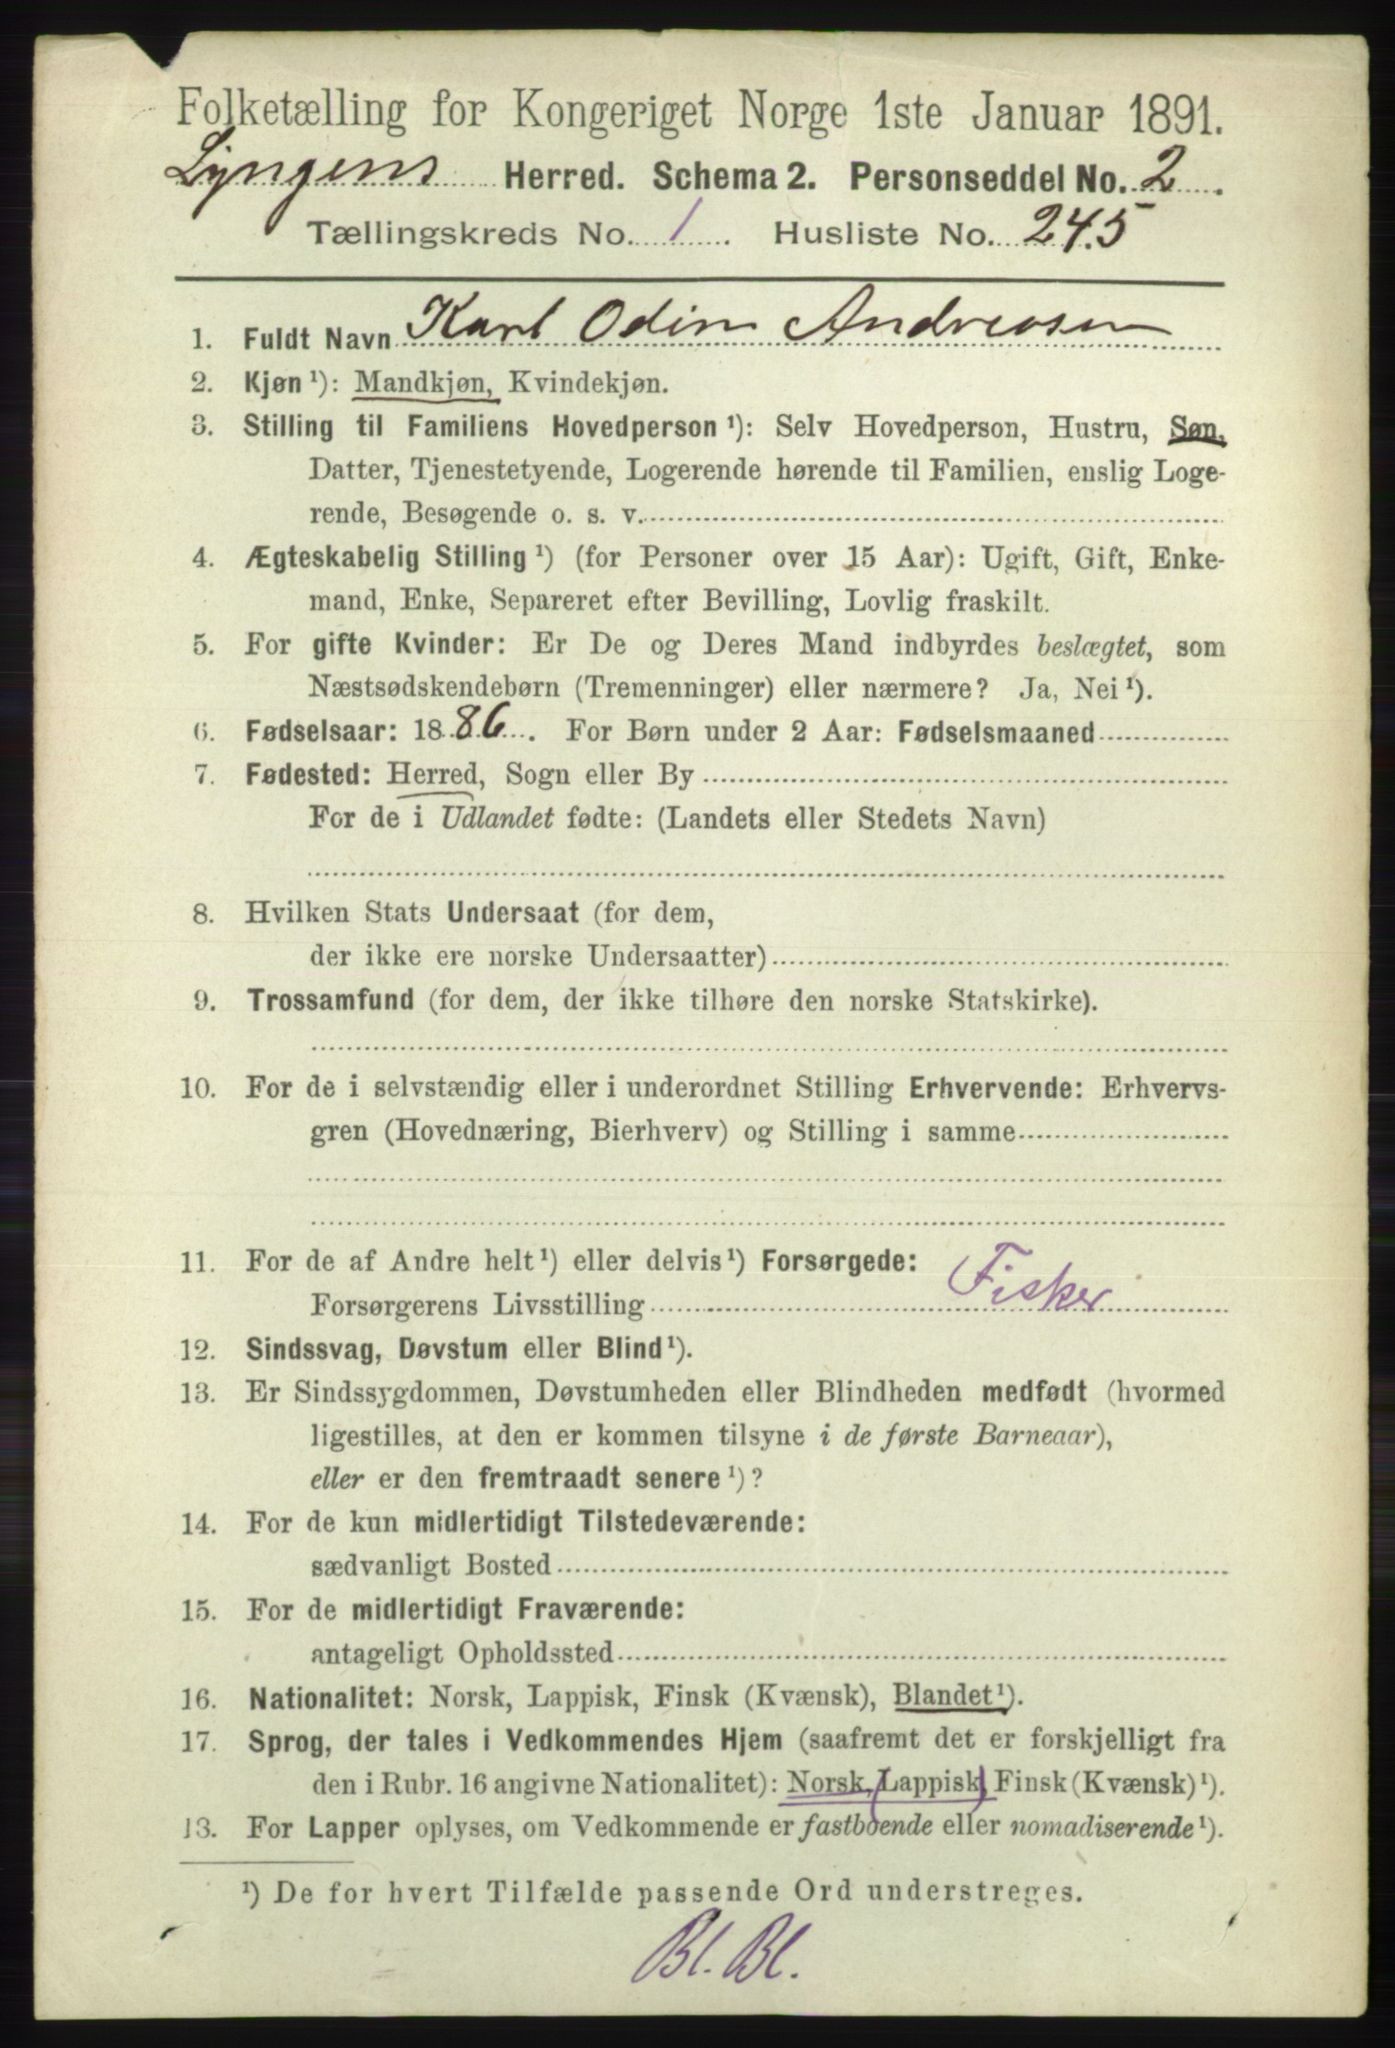 Folketælling for Kongeriget Norge 1ste Januar 1891.
Lyngens Herred. Schema 2. Personseddel No. 2.
Tællingskreds No. 1. Husliste No. 245
1. Fuldt Navn Karl Odin Andreasen
2. Kjøn ¹): Mandkjøn, Kvindekjøn.
3. Stilling til Familiens Hovedperson ¹): Selv Hovedperson, Hustru, Søn,
Datter, Tjenestetyende, Logerende hørende til Familien, enslig Loge-
rende, Besøgende o. s. v.
4. Ægteskabelig Stilling ¹) (for Personer over 15 Aar): Ugift, Gift, Enke-
mand, Enke, Separeret efter Bevilling, Lovlig fraskilt.
5. For gifte Kvinder: Er De og Deres Mand indbyrdes beslægtet, som
Næstsødskendebørn (Tremenninger) eller nærmere? Ja, Nei ¹).
6. Fødselsaar: 1886. For Børn under 2 Aar: Fødselsmaaned
7. Fødested: Herred, Sogn eller By
For de i Udlandet fødte: (Landets eller Stedets Navn)
8. Hvilken Stats Undersaat (for dem,
der ikke ere norske Undersaatter)
9. Trossamfund (for dem, der ikke tilhøre den norske Statskirke).
10. For de i selvstændig eller i underordnet Stilling Erhvervende: Erhvervs-
gren (Hovednæring, Bierhverv) og Stilling i samme
11. For de af Andre helt ¹) eller delvis ¹) Forsørgede:
Forsørgerens Livsstilling Fisker
12. Sindssvag, Døvstum eller Blind ¹).
13. Er Sindssygdommen, Døvstumheden eller Blindheden medfødt (hvormed
ligestilles, at den er kommen tilsyne i de første Barneaar),
eller er den fremtraadt senere ¹)?
14. For de kun midlertidigt Tilstedeværende:
sædvanligt Bosted
15. For de midlertidigt Fraværende:
antageligt Opholdssted
16. Nationalitet: Norsk, Lappisk, Finsk (Kvænsk), Blandet ¹).
17. Sprog, der tales i Vedkommendes Hjem (saafremt det er forskjelligt fra
den i Rubr. 16 angivne Nationalitet): Norsk, (Lappisk), Finsk (Kvænsk) ¹).
13. For Lapper oplyses, om Vedkommende er fastboende eller nomadiserende ¹).
¹) De for hvert Tilfælde passende Ord understreges.
Bl. Bl.